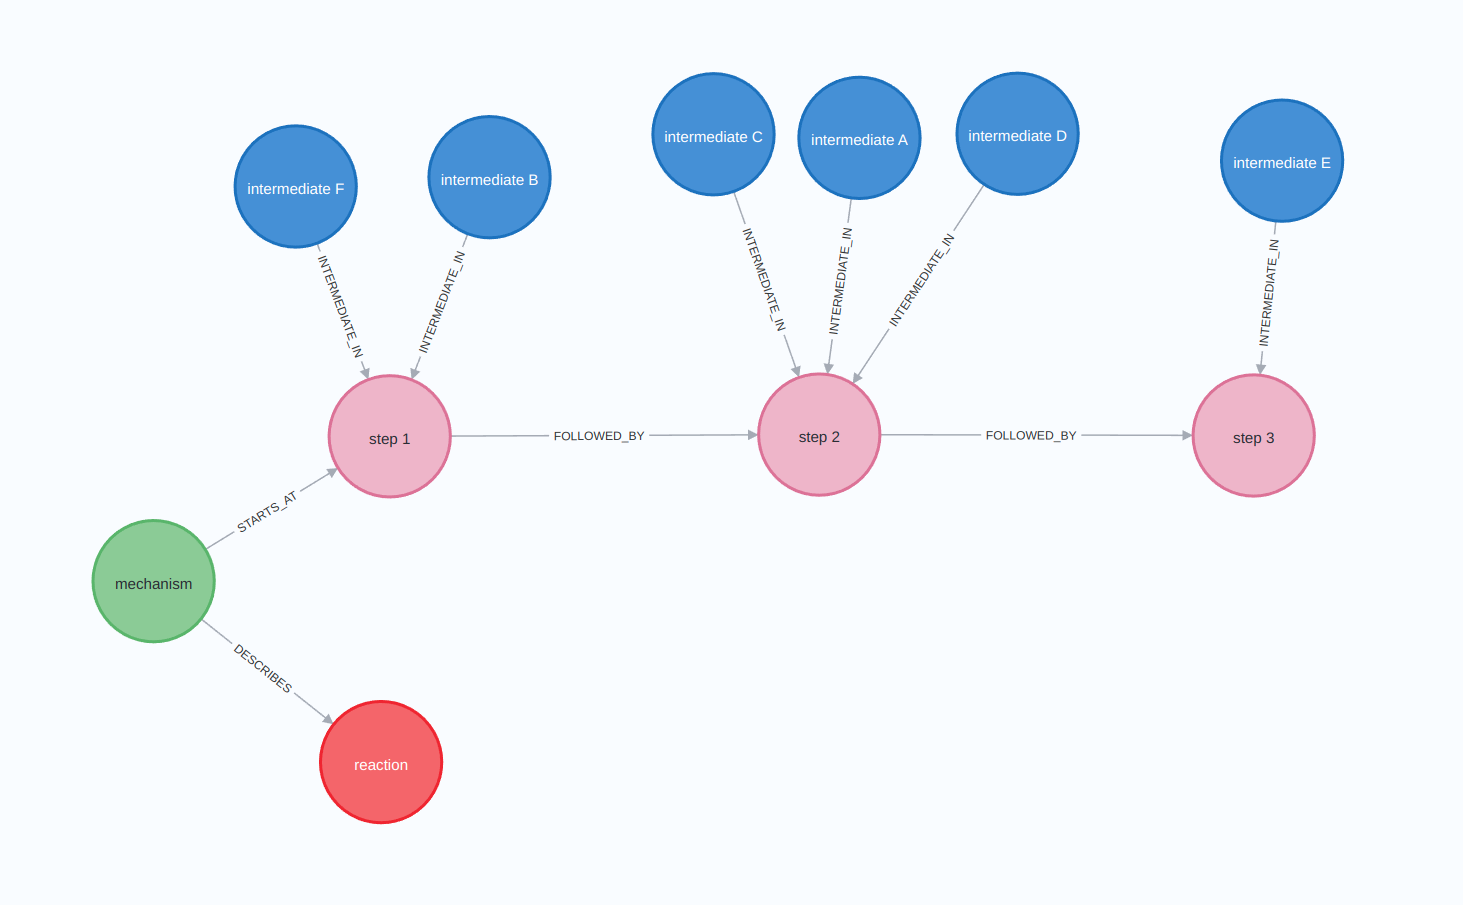 intermediate C
intermediate A
intermediate D
intermediate E
intermediate F
intermediate B
INTERMEDIATE_IN
INTERMEDIATE_IN
INTERMEDIATE_IN
INTERMEDIATE_IN
INTERMEDIATE_IN
INTERMEDIATE_IN
step 1
FOLLOWED_BY
step 2
FOLLOWED_BY
step 3
STARTS_AT
mechanism
DESCRIBES
reaction